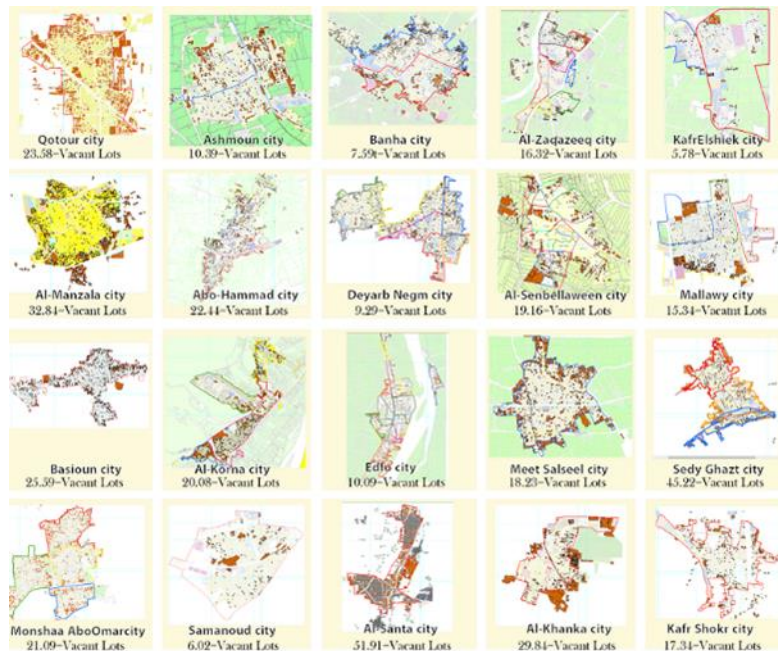 Qotour city
23.58-Vacant Lots
Ashmoun city
10.39-Vacant Lots
Banha city
7.59t-Vacant Lots
Al-Zaqazeeq city
16.32-Vacant Lots
KafrElshiek city
5.78-Vacant Lots
Al-Manzala city
32.84-Vacant Lots
Abo-Hammad city
22.44-Vacant Lots
Deyarb Negm city
9.29-Vacant Lots
Al-Senbellaween city
19.16-Vacant Lots
Mallawy city
15.34-Vacatnt Lots
Basioun city
25.59-Vacant Lots
Al-Korna city
20.08-Vacant Lots
Edfo city
10.09-Vacant Lots
Meet Salseel city
18.23-Vacant Lots
Sedy Ghazt city
45.22-Vacant Lots
Monshaa AboOmarcity
21.09-Vacant Lots
Samanoud city
6.02-Vacant Lots
Al-Santa city
51.91-Vacant Lots
Al-Khanka city
29.84-Vacant Lots
Kafr Shokr city
17.34-Vacant Lots